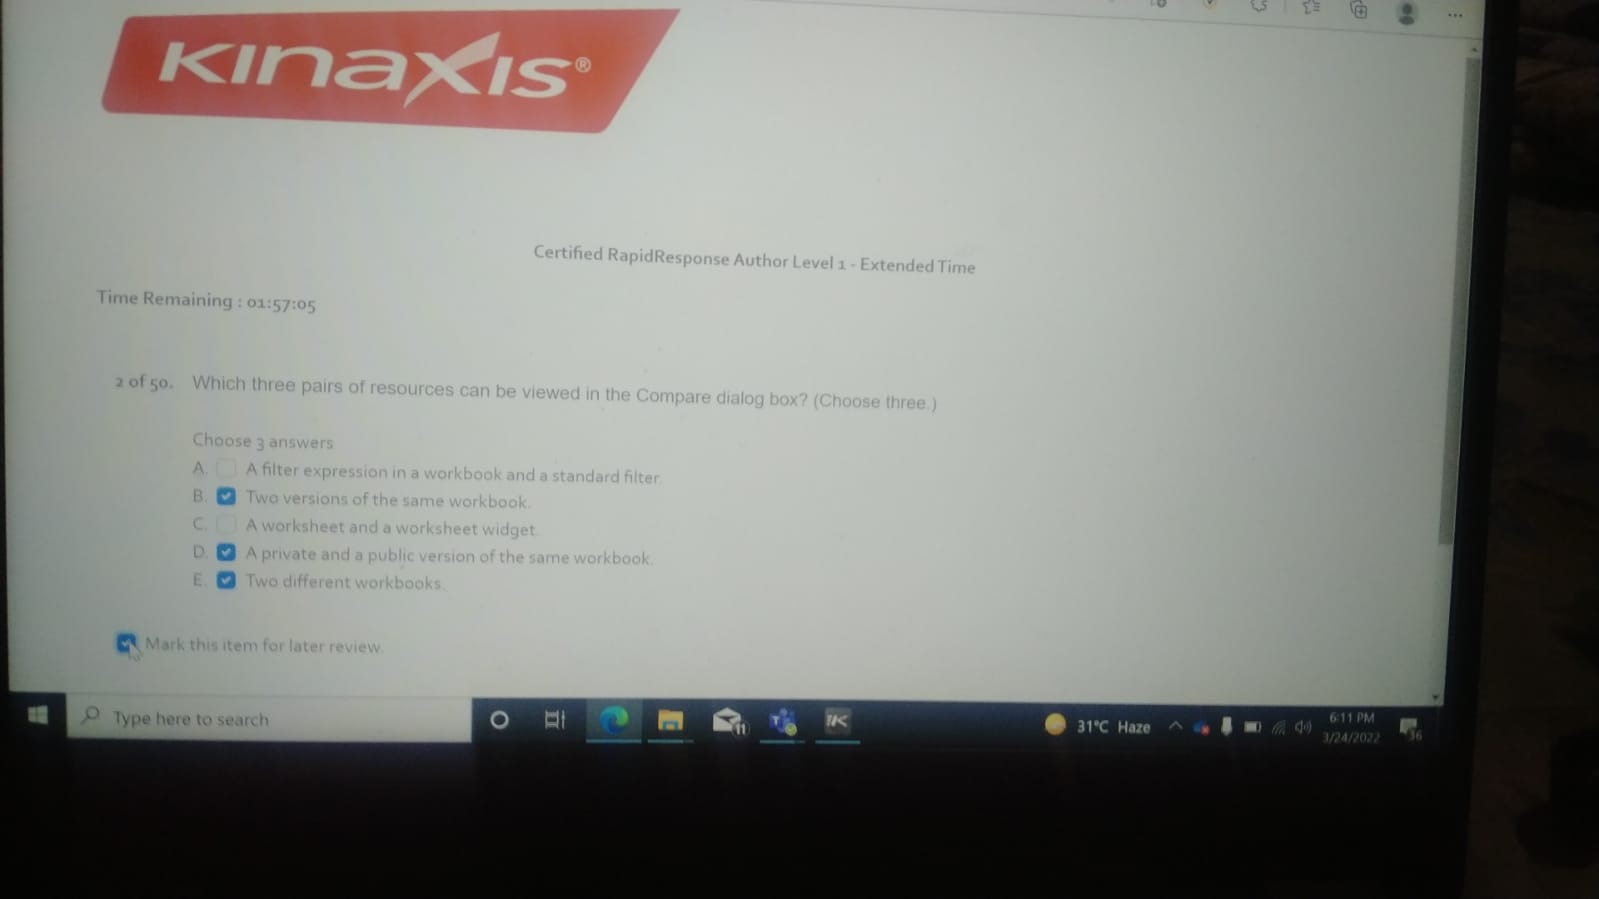 KINAXIS®
Certified RapidResponse Author Level 1 - Extended Time
Time Remaining : 01:57:05
2 of 50. Which three pairs of resources can be viewed in the Compare dialog box? (Choose three.)
Choose 3 answers
A. A filter expression in a workbook and a standard filter.
B. Two versions of the same workbook.
C. A worksheet and a worksheet widget.
D. A private and a public version of the same workbook.
E. Two different workbooks.
Mark this item for later review.
Type here to search
11
31°C Haze
6:11 PM
3/24/2022
36